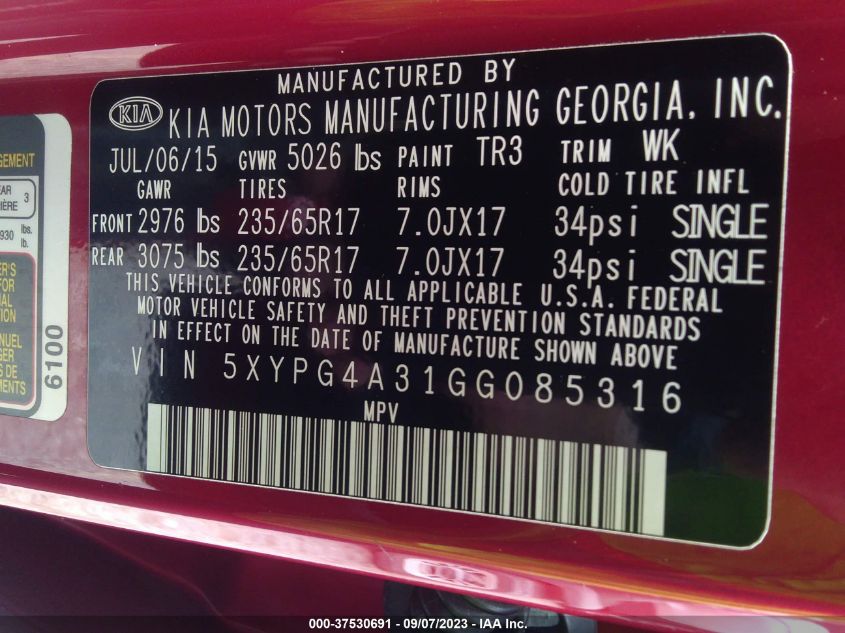 MANUFACTURED BY
KIA KIA MOTORS MANUFACTURING GEORGIA, INC.
JUL/06/15 GVWR 5026 lbs PAINT TR3 TRIM WK
GAWR TIRES RIMS COLD TIRE INFL
FRONT 2976 lbs 235/65R17 7.0JX17 34psi SINGLE
REAR 3075 lbs 235/65R17 7.0JX17 34psi SINGLE
THIS VEHICLE CONFORMS TO ALL APPLICABLE U.S.A. FEDERAL
MOTOR VEHICLE SAFETY AND THEFT PREVENTION STANDARDS
IN EFFECT ON THE DATE OF MANUFACTURE SHOWN ABOVE
VIN 5XYPG4A31GG085316
MPV
3
930 lbs.
lb.
6100
000-37530691 - 09/07/2023 - IAA Inc.